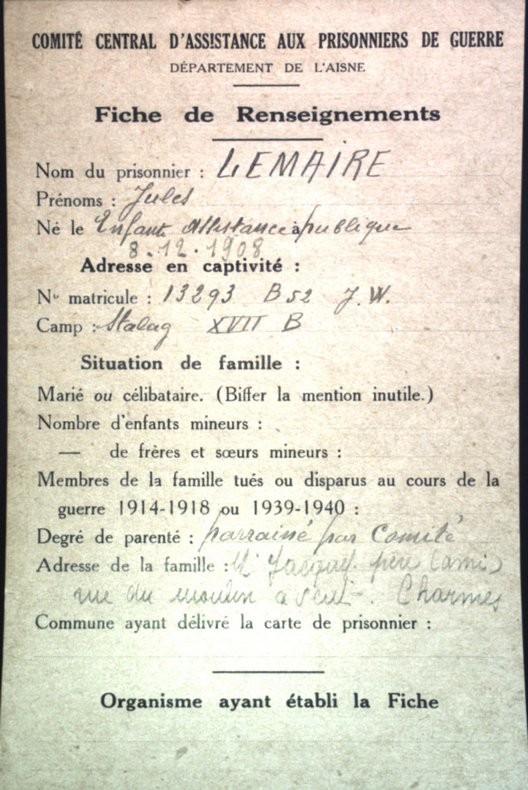 COMITÉ CENTRAL D'ASSISTANCE AUX PRISONNIERS DE GUERRE
DÉPARTEMENT DE L'AISNE
Fiche de Renseignements
Nom du prisonnier : LEMAIRE
Prénoms : Jules
Né le Enfant Assistance publique
8.12.1908
Adresse en captivité :
No matricule : 13293 B52 J.W.
Camp : Stalag XVII B
Situation de famille :
Marié ou célibataire. (Biffer la mention inutile.)
Nombre d'enfants mineurs :
— de frères et sœurs mineurs :
Membres de la famille tués ou disparus au cours de la
guerre 1914-1918 ou 1939-1940 :
Degré de parenté : parrainé par Comité
Adresse de la famille : Mr Jacques père (ami)
rue du moulin à vent. Charmes
Commune ayant délivré la carte de prisonnier :
Organisme ayant établi la Fiche